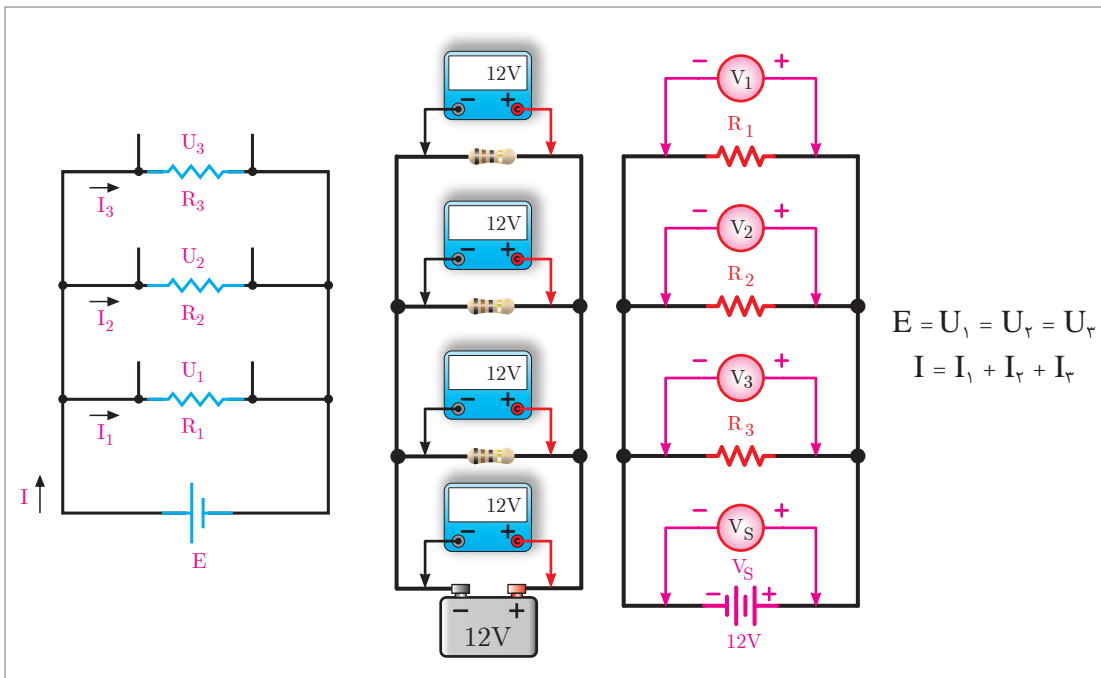 U3
I3
R3
U2
I2
R2
U1
I1
R1
I
E
12V
− +
12V
− +
12V
− +
12V
− +
− +
12V
− V1 +
R1
− V2 +
R2
− V3 +
R3
− VS +
VS
− +
12V
E = U۱ = U۲ = U۳
I = I۱ + I۲ + I۳